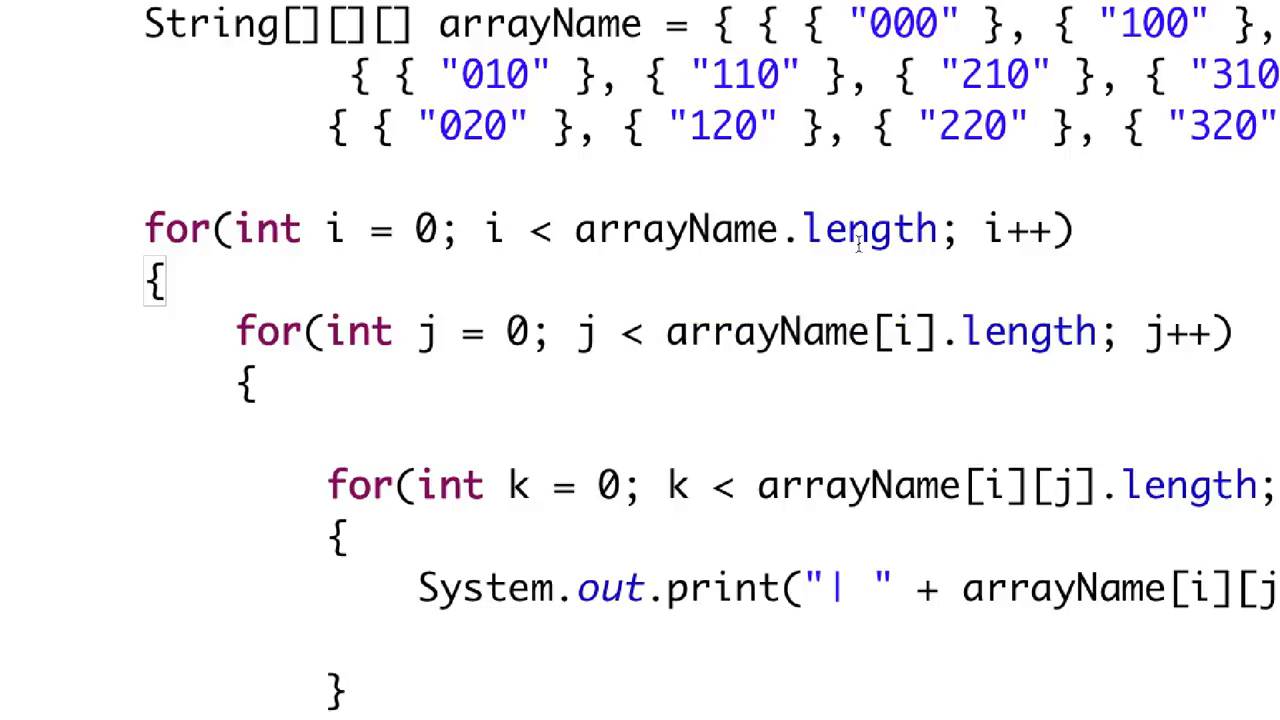 String[][][] arrayName = { { { "000" }, { "100" },
{ { "010" }, { "110" }, { "210" }, { "310
{ { "020" }, { "120" }, { "220" }, { "320"
for(int i = 0; i < arrayName.length; i++)
{
for(int j = 0; j < arrayName[i].length; j++)
{
for(int k = 0; k < arrayName[i][j].length;
{
System.out.print("| " + arrayName[i][j
}